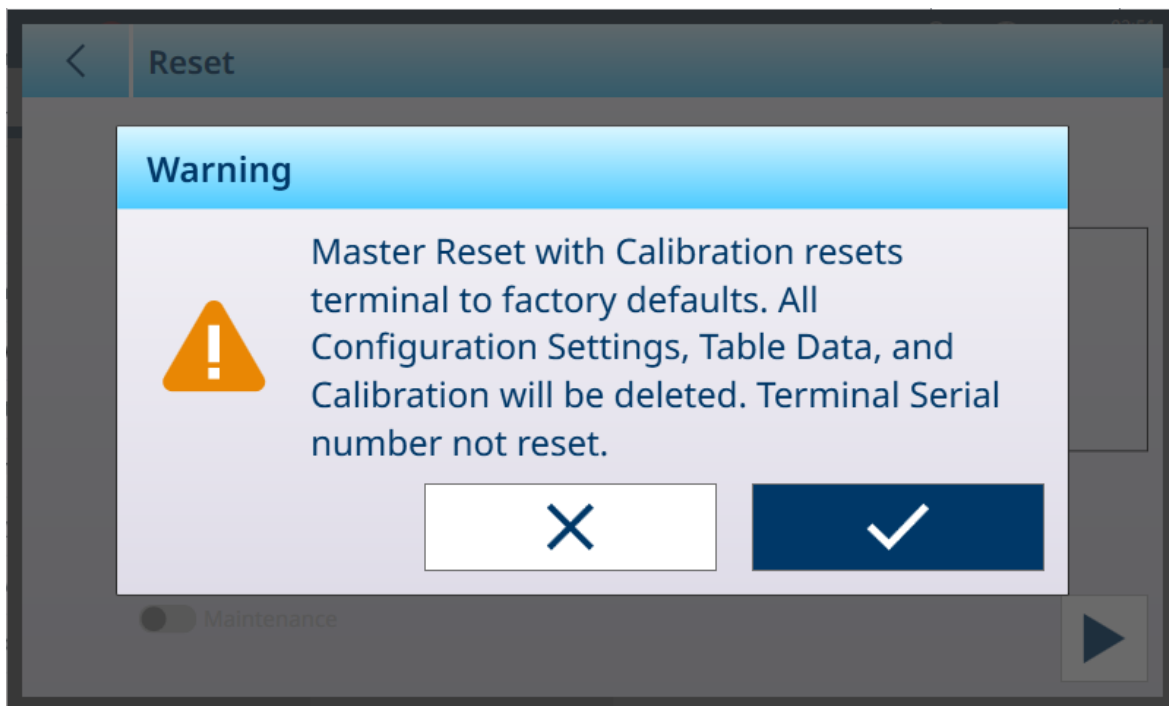 Reset
Warning
Master Reset with Calibration resets
terminal to factory defaults. All
Configuration Settings, Table Data, and
Calibration will be deleted. Terminal Serial
number not reset.
Maintenance